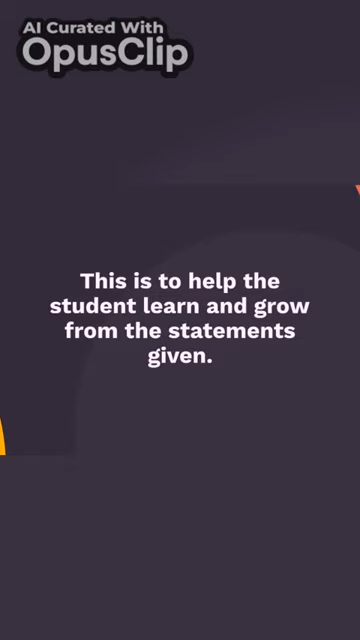 AI Curated With
OpusClip
This is to help the
student learn and grow
from the statements
given.